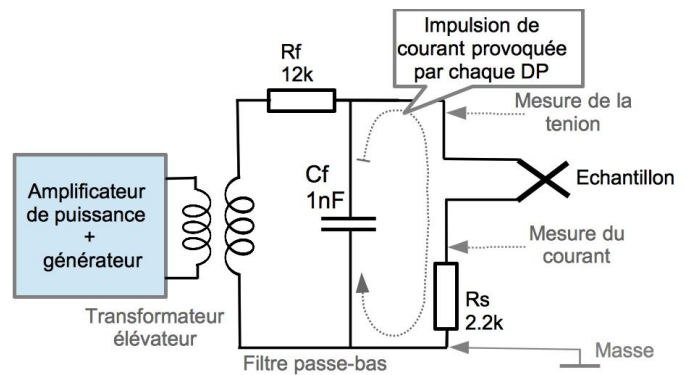 Impulsion de
courant provoquée
par chaque DP
Rf
12k
Mesure de la
tenion
Cf
1nF
Echantillon
Amplificateur
de puissance
+
générateur
Mesure du
courant
Rs
2.2k
Transformateur
élévateur
Filtre passe-bas
Masse